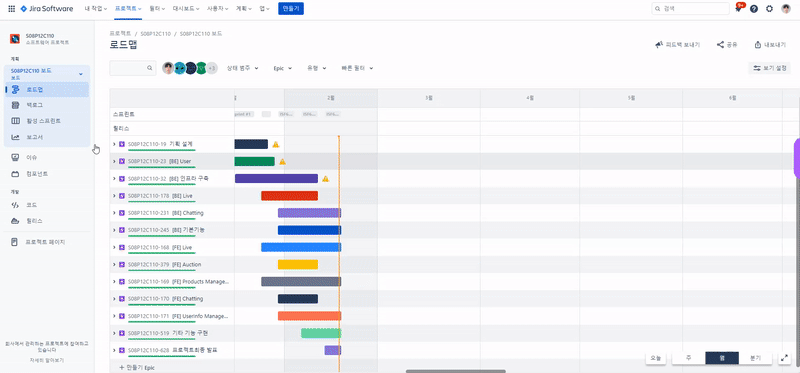 Jira Software
내 작업
프로젝트
필터
대시보드
사용자
계획
앱
만들기
검색
9+
S08P12C110
소프트웨어 프로젝트
계획
S08P12C110 보드
보드
로드맵
백로그
활성 스프린트
보고서
이슈
컴포넌트
개발
코드
릴리스
프로젝트 페이지
회사에서 관리하는 프로젝트에 참여하고 있습니다
자세히 알아보기
프로젝트 / S08P12C110 / S08P12C110 보드
로드맵
피드백 보내기
공유
내보내기
+3
상태 범주
Epic
유형
빠른 필터
보기 설정
2월
3월
4월
5월
6월
스프린트
릴리스
S08P12C110-19 기획 설계
S08P12C110-23 [BE] User
S08P12C110-32 [BE] 인프라 구축
S08P12C110-178 [BE] Live
S08P12C110-231 [BE] Chatting
S08P12C110-245 [BE] 기본기능
S08P12C110-168 [FE] Live
S08P12C110-379 [FE] Auction
S08P12C110-169 [FE] Products Manage...
S08P12C110-170 [FE] Chatting
S08P12C110-171 [FE] Userinfo Manage...
S08P12C110-519 기타 기능 구현
S08P12C110-628 프로젝트최종 발표
+ 만들기 Epic
오늘
주
월
분기